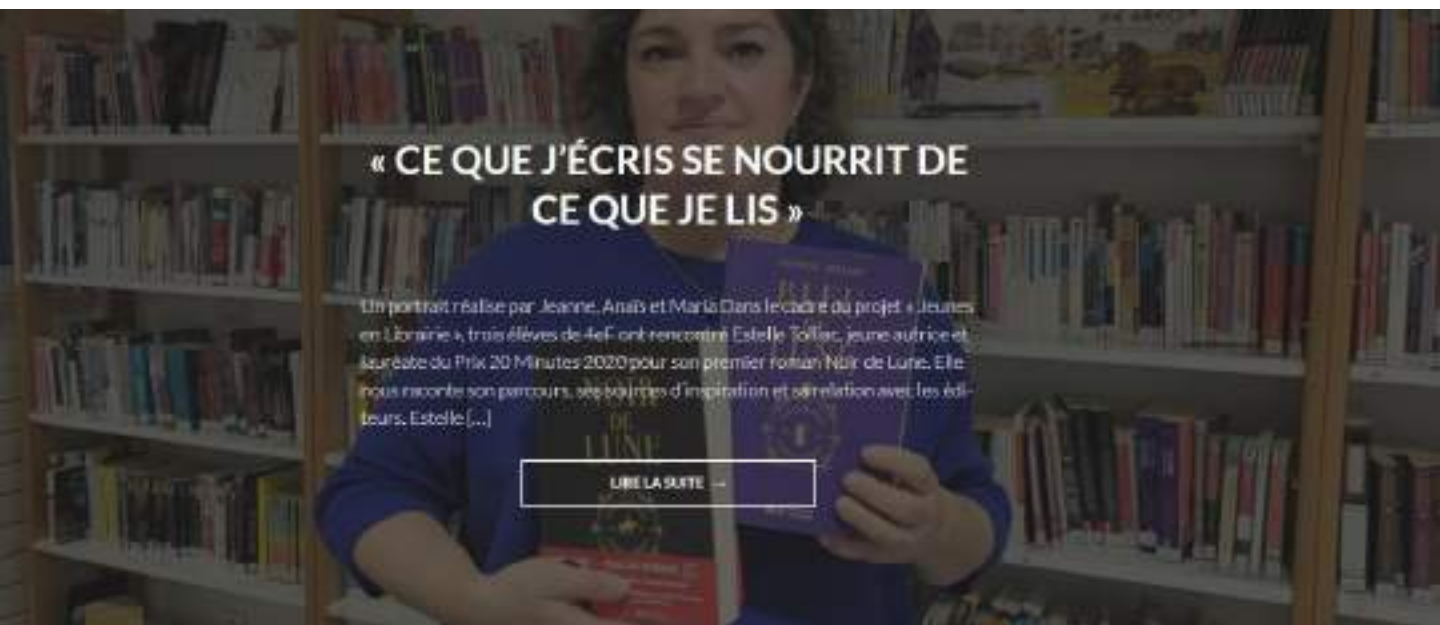 « CE QUE J'ÉCRIS SE NOURRIT DE
CE QUE JE LIS »
Un portrait réalise par Jeanne, Anaïs et Maria Dans le cadre du projet « Jeunes
en Librairie », trois élèves de 4eF ont rencontré Estelle Tolliac, jeune autrice et
lauréate du Prix 20 Minutes 2020 pour son premier roman Noir de Lune. Elle
nous raconte son parcours, ses sources d'inspiration et sa relation avec les édi-
teurs. Estelle [...]
DE
LUNE
LIRE LA SUITE →